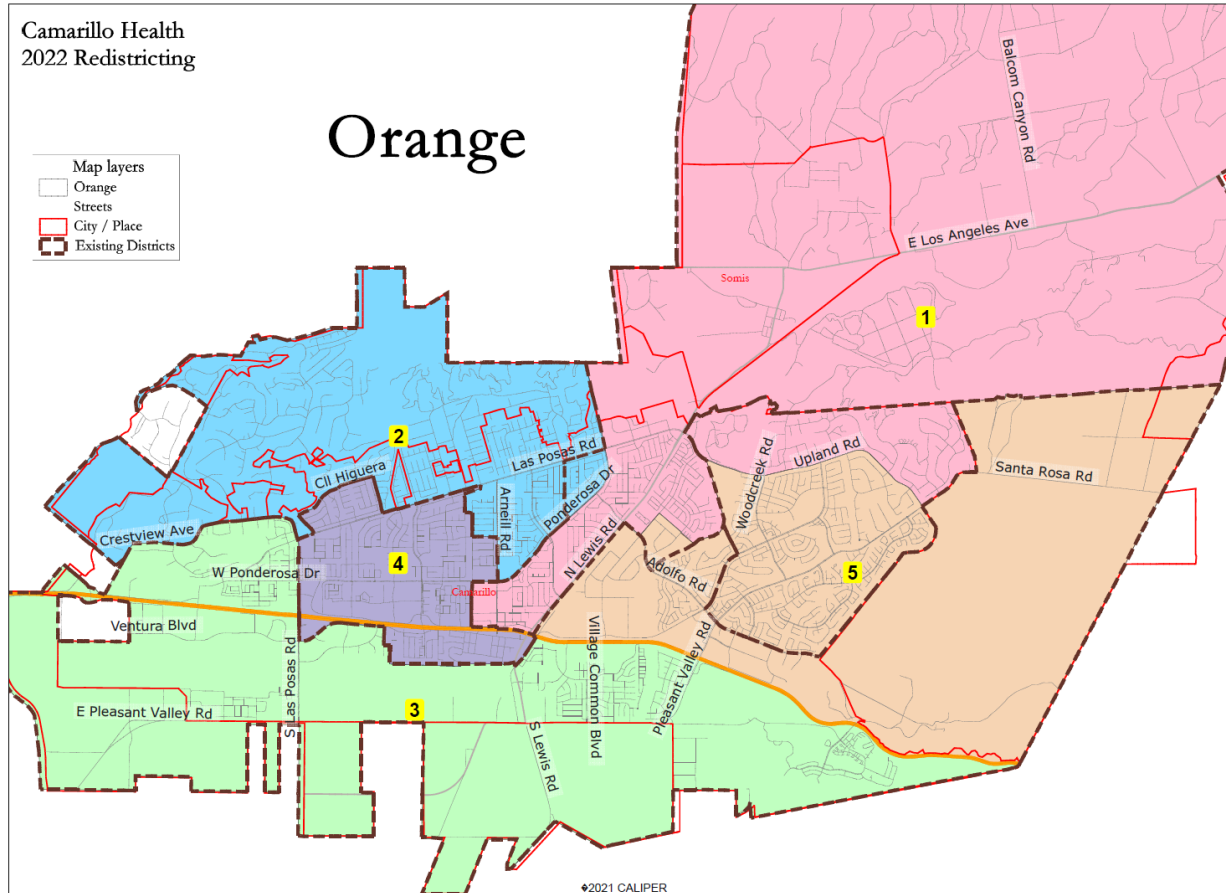 Camarillo Health
2022 Redistricting
Orange
Map layers
Orange
Streets
City / Place
Existing Districts
Balcom Canyon Rd
E Los Angeles Ave
Somis
1
2
Cll Higuera
Las Posas Rd
Arneill Rd
Ponderosa Dr
N Lewis Rd
Woodcreek Rd
Upland Rd
Santa Rosa Rd
Crestview Ave
W Ponderosa Dr
4
Camarillo
Adolfo Rd
5
Ventura Blvd
S Las Posas Rd
Village Common Blvd
Pleasant Valley Rd
E Pleasant Valley Rd
3
S Lewis Rd
�2021 CALIPER